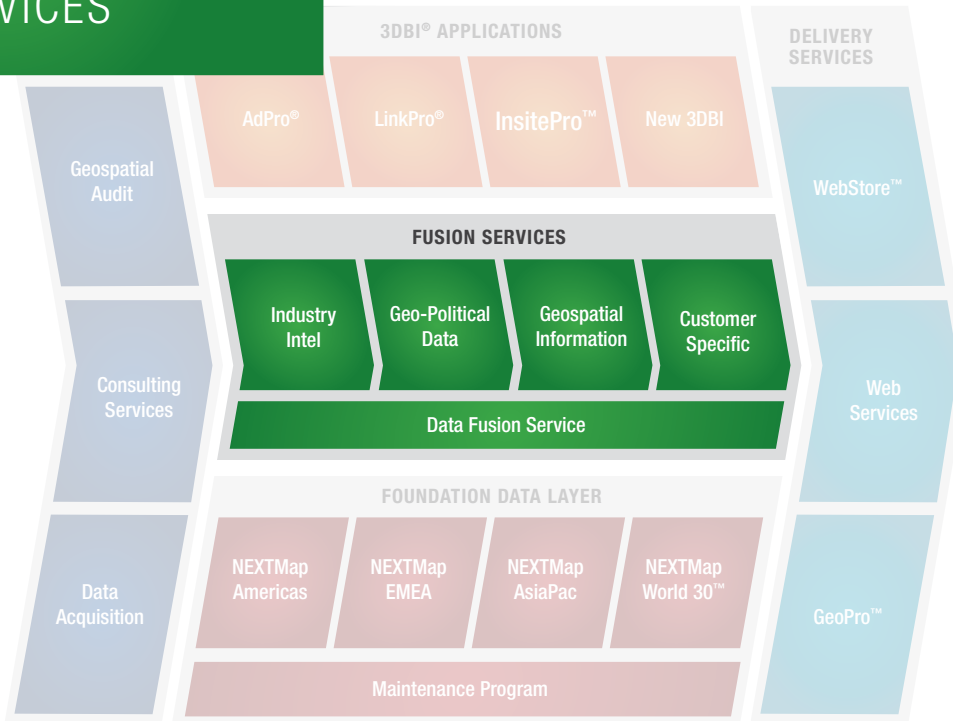 VICES
3DBI® APPLICATIONS
AdPro®
LinkPro®
InsitePro™
New 3DBI
DELIVERY
SERVICES
Geospatial
Audit
Consulting
Services
Data
Acquisition
FUSION SERVICES
Industry
Intel
Geo-Political
Data
Geospatial
Information
Customer
Specific
Data Fusion Service
FOUNDATION DATA LAYER
NEXTMap
Americas
NEXTMap
EMEA
NEXTMap
AsiaPac
NEXTMap
World 30™
Maintenance Program
WebStore™
Web
Services
GeoPro™